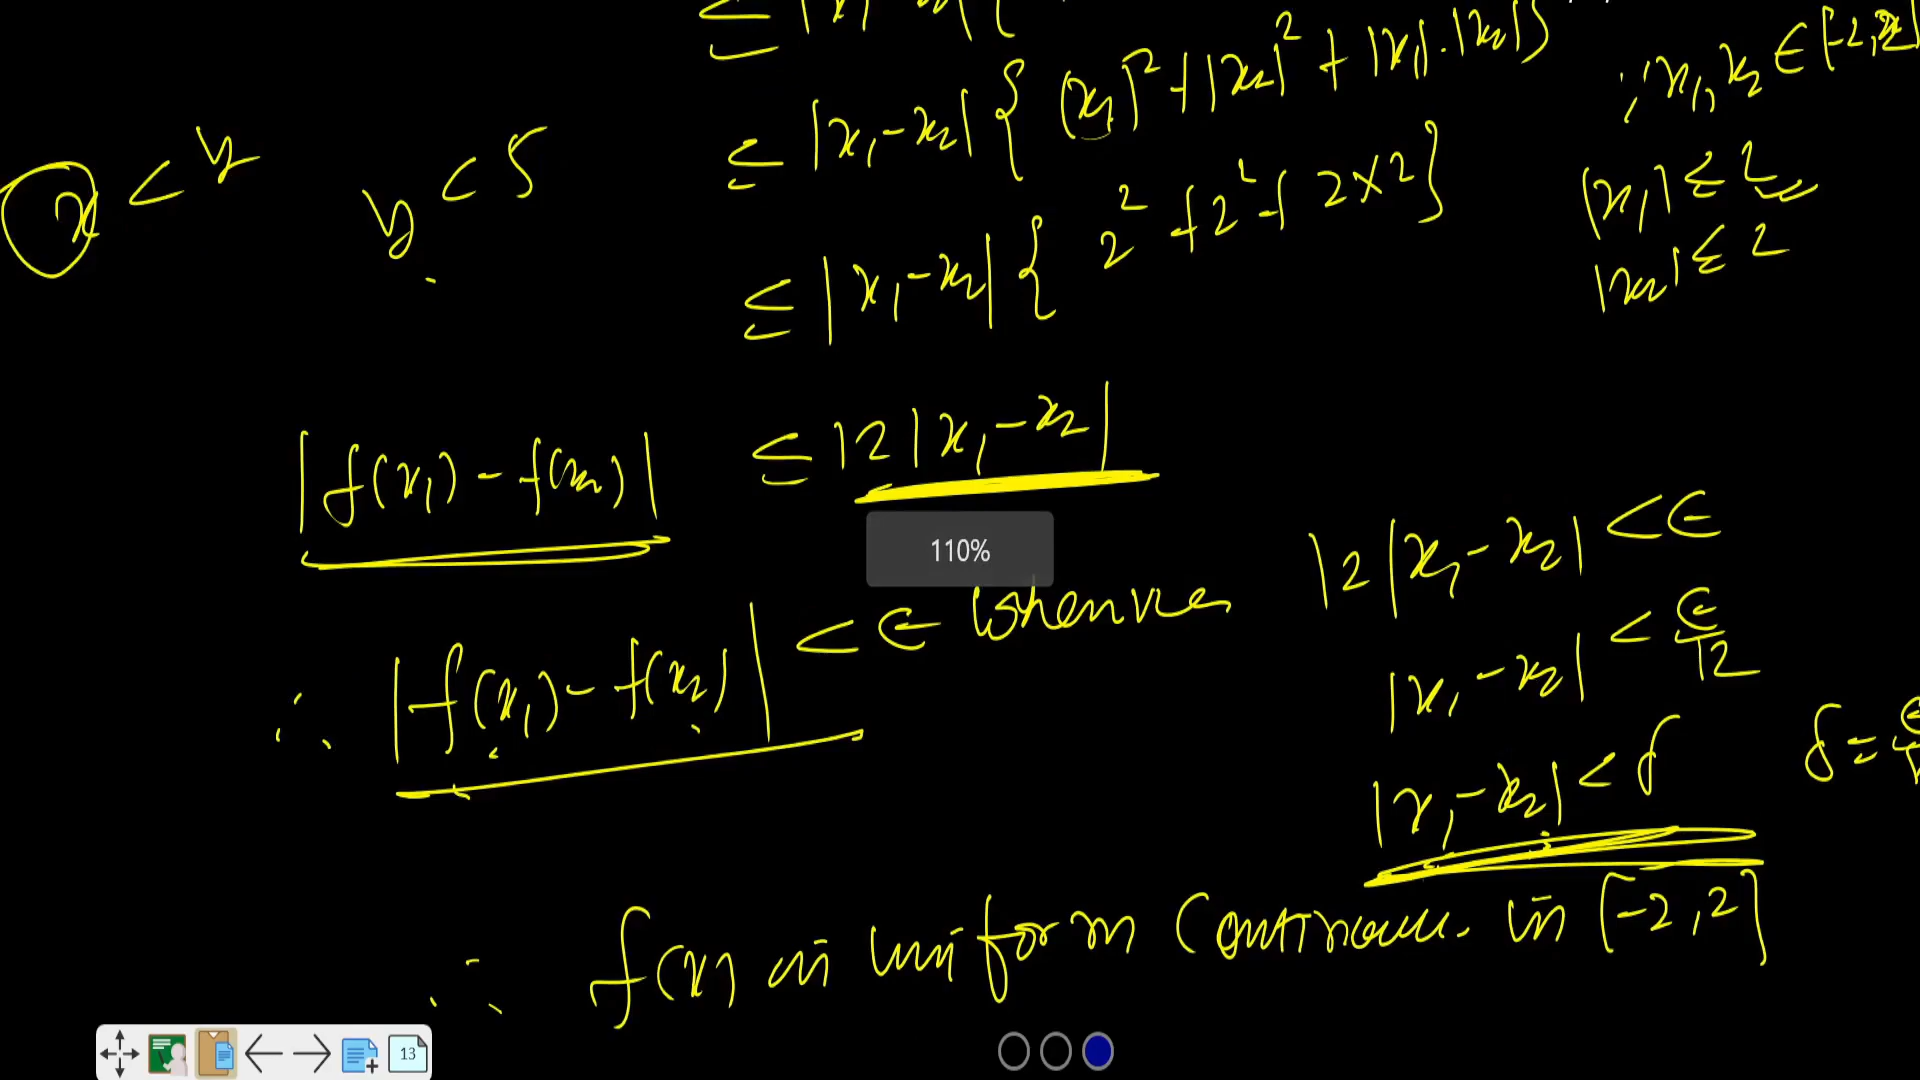 ≤ |x₁-x₂| {
≤ |x₁-x₂| { |x₁|² + |x₂|² + |x₁|.|x₂| }
∵ x₁, x₂ ∈ [-2,2]
x < y
y < 5
|x₁| ≤ 2
≤ |x₁-x₂| { 2² + 2² + 2×2 }
|x₂| ≤ 2
|f(x₁) - f(x₂)| ≤ 12 |x₁-x₂|
110%
12 |x₁-x₂| < ϵ
∴ |f(x₁) - f(x₂)| < ϵ whenever
|x₁-x₂| < ϵ/12
|x₁-x₂| < δ
δ = ϵ
∴ f(x) is uniform continuous. in [-2,2]
13